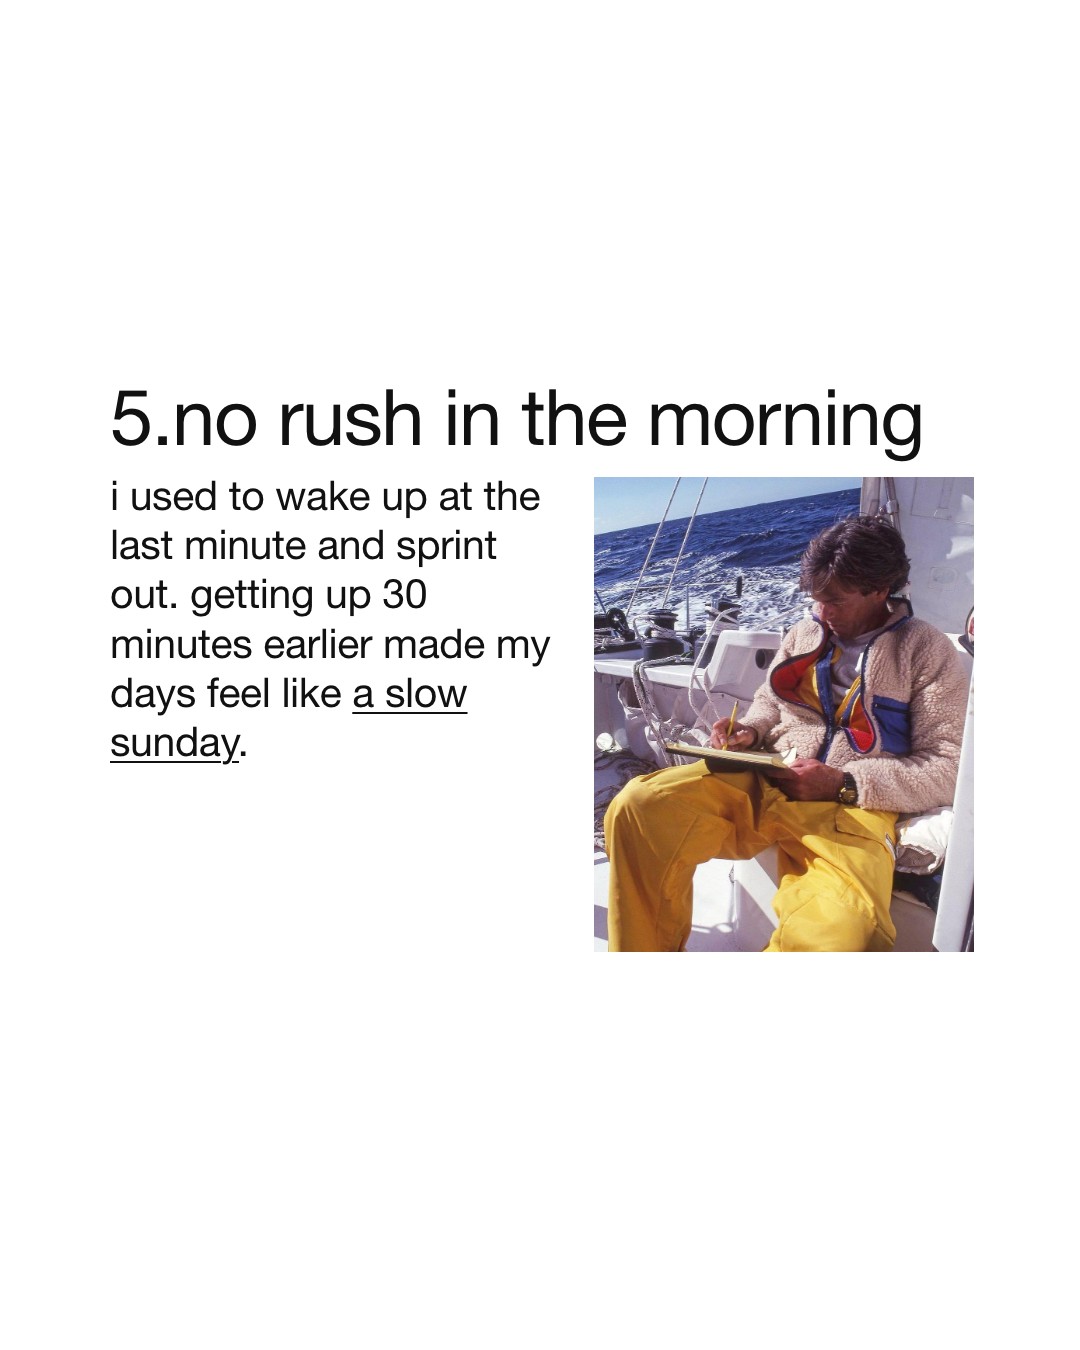 5.no rush in the morning
i used to wake up at the
last minute and sprint
out. getting up 30
minutes earlier made my
days feel like a slow
sunday.